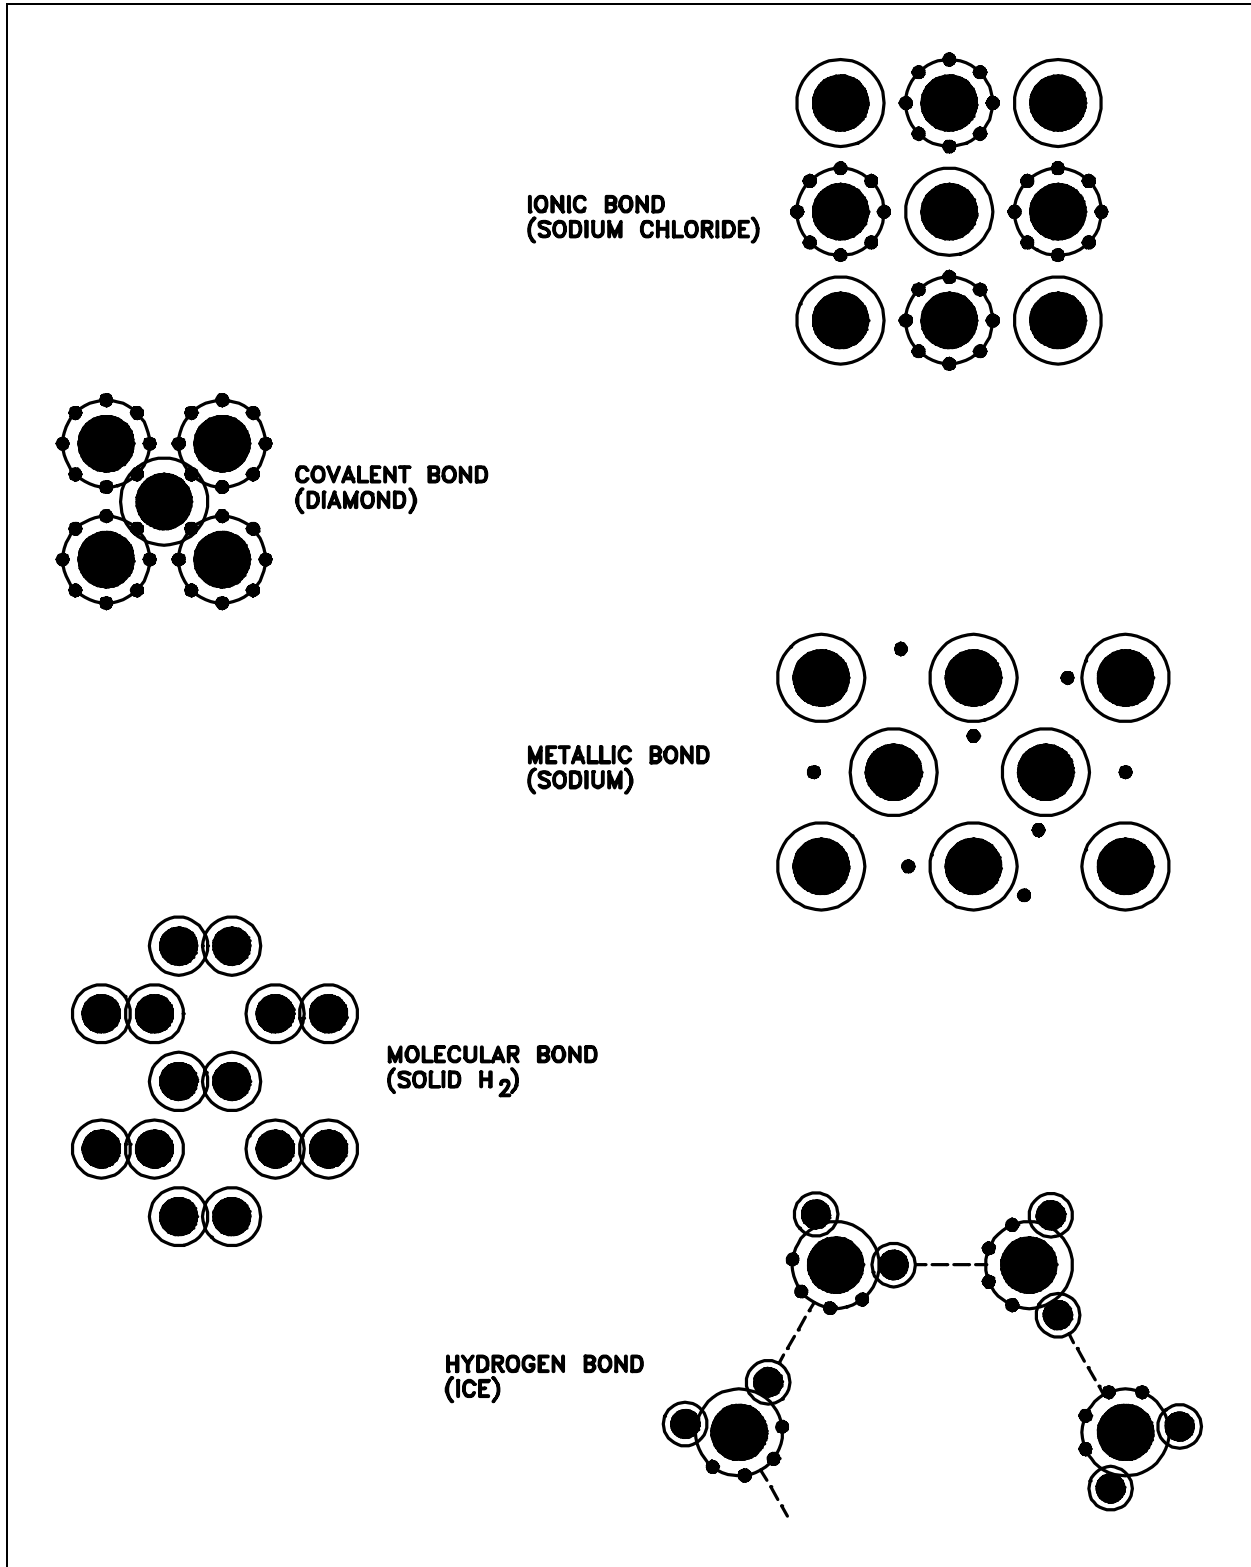 IONIC BOND
(SODIUM CHLORIDE)
COVALENT BOND
(DIAMOND)
METALLIC BOND
(SODIUM)
MOLECULAR BOND
(SOLID H2)
HYDROGEN BOND
(ICE)